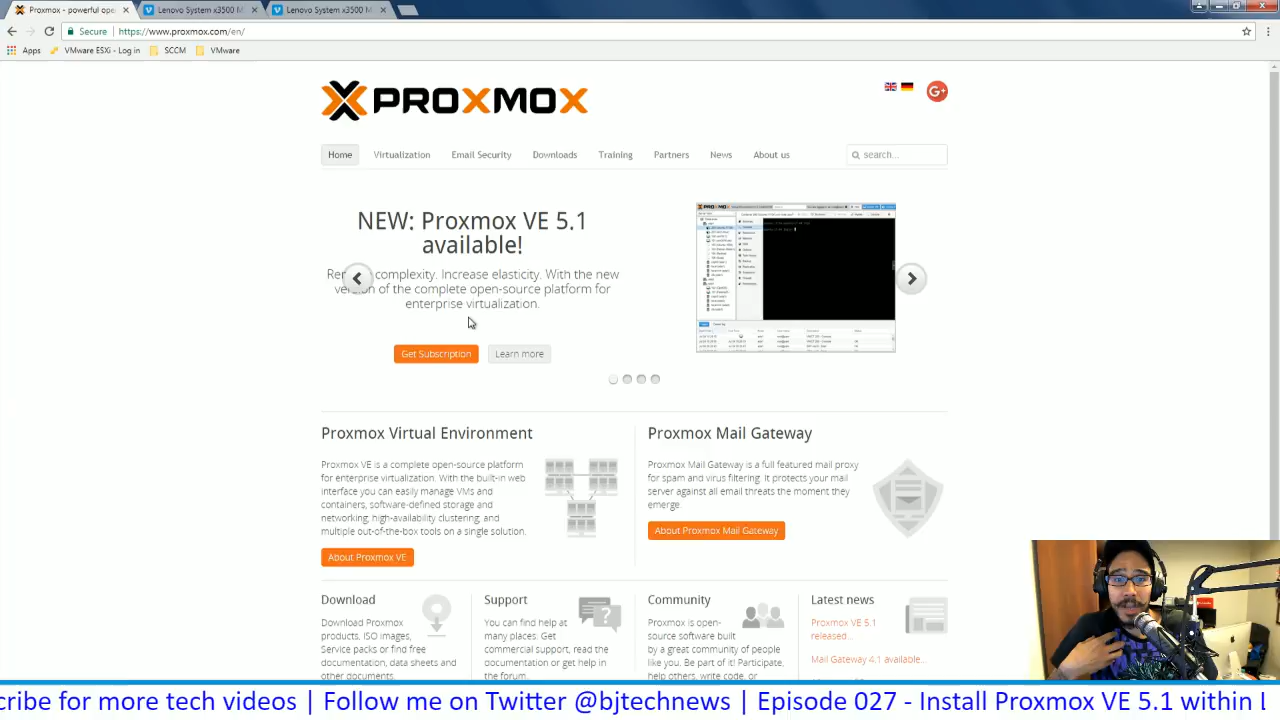 Proxmox - powerful ope
Lenovo System x3500 M
Lenovo System x3500 M
Secure
https://www.proxmox.com/en/
Apps
VMware ESXi - Log in
SCCM
VMware
PROXMOX
G+
Home
Virtualization
Email Security
Downloads
Training
Partners
News
About us
search...
NEW: Proxmox VE 5.1
available!
complexity, elasticity. With the new
version of the complete open-source platform for
enterprise virtualization.
Get Subscription
Learn more
PROXMOX
Proxmox Virtual Environment
Proxmox VE is a complete open-source platform
for enterprise virtualization. With the built-in web
interface you can easily manage VMs and
containers, software-defined storage and
networking, high-availability clustering, and
multiple out-of-the-box tools on a single solution.
About Proxmox VE
Proxmox Mail Gateway
Proxmox Mail Gateway is a full featured mail proxy
for spam and virus filtering. It protects your mail
server against all email threats the moment they
emerge.
About Proxmox Mail Gateway
Download
Download Proxmox
products, ISO images,
Service packs or find free
documentation, data sheets and
other documents.
Support
You can find help at
many places. Get
commercial support, read the
documentation or get help in
the forum.
Community
Proxmox is open-
source software built
by a great community of people
like you. Be part of it! Participate,
help others, write code, or
Latest news
Proxmox VE 5.1
released...
Mail Gateway 4.1 available...
cribe for more tech videos | Follow me on Twitter @bjtechnews | Episode 027 - Install Proxmox VE 5.1 within L